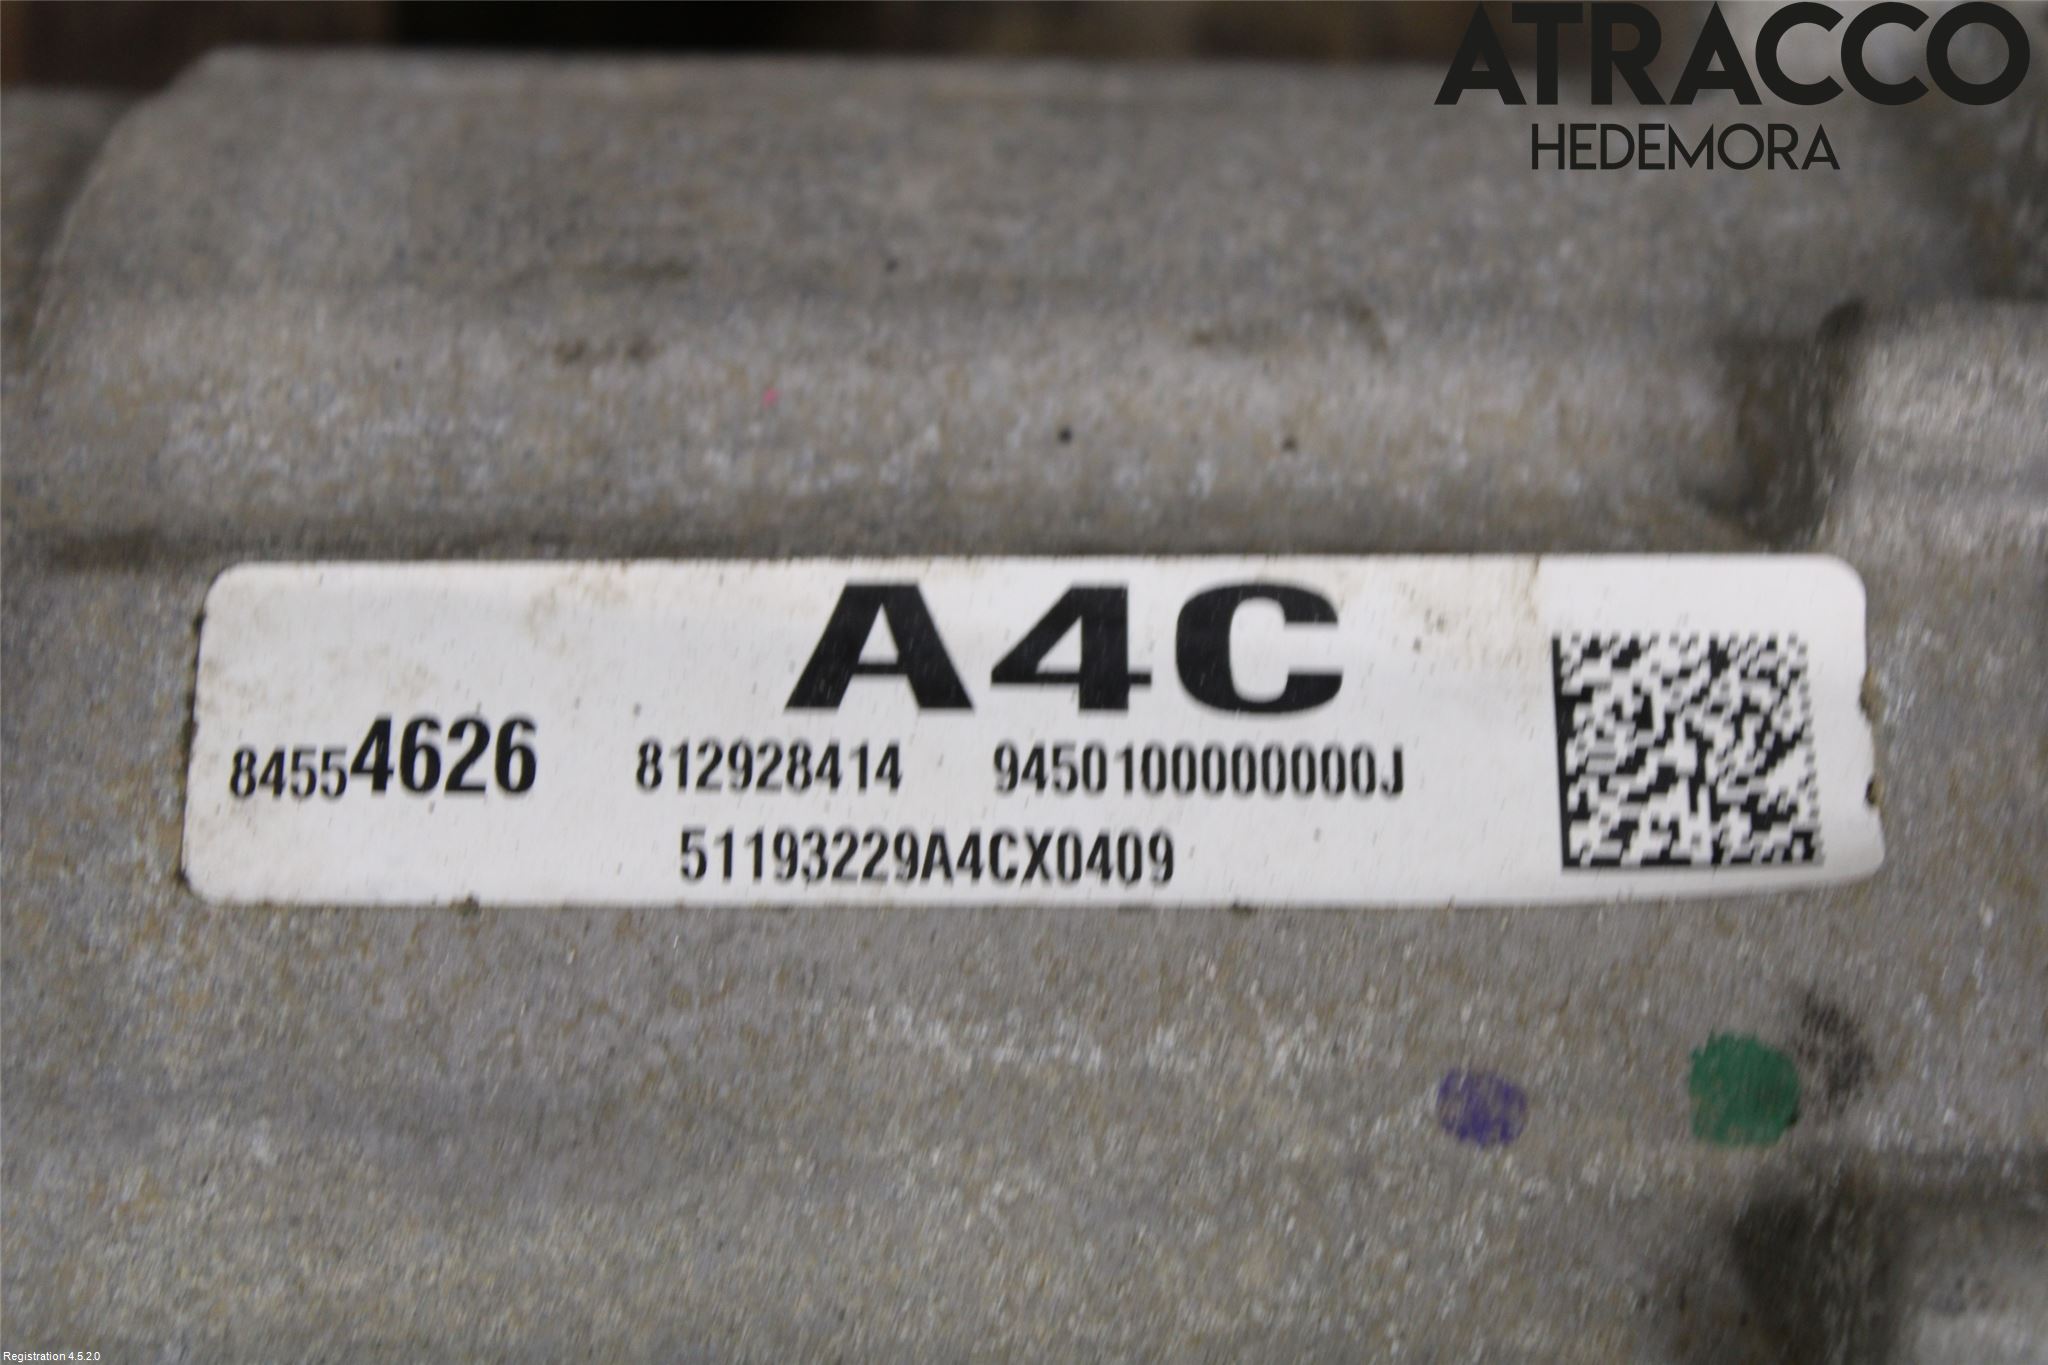 ATRACCO
HEDEMORA
A4C
84554626 812928414 9450100000000J
51193229A4CX0409
Registration 4.5.2.0